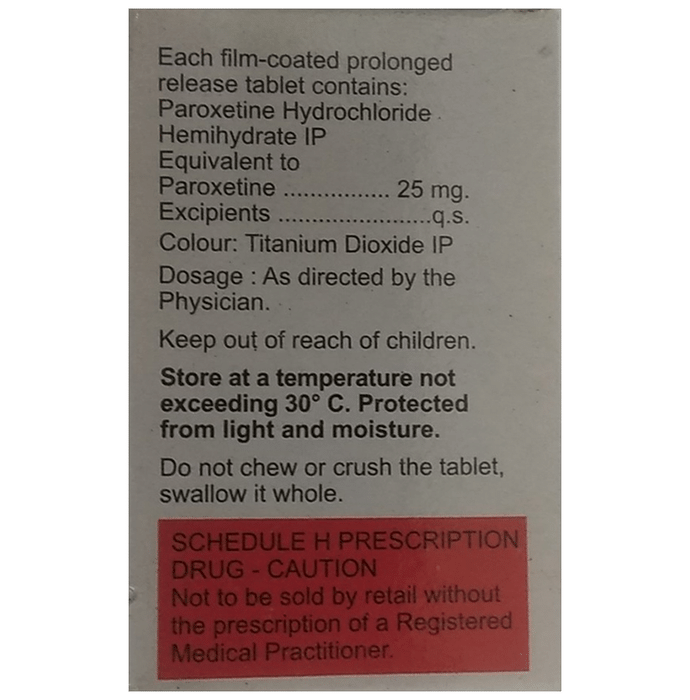 Each film-coated prolonged
release tablet contains:
Paroxetine Hydrochloride
Hemihydrate IP
Equivalent to
Paroxetine ................ 25 mg.
Excipients .......................q.s.
Colour: Titanium Dioxide IP
Dosage : As directed by the
Physician.
Keep out of reach of children.
Store at a temperature not
exceeding 30° C. Protected
from light and moisture.
Do not chew or crush the tablet,
swallow it whole.
SCHEDULE H PRESCRIPTION
DRUG - CAUTION
Not to be sold by retail without
the prescription of a Registered
Medical Practitioner.